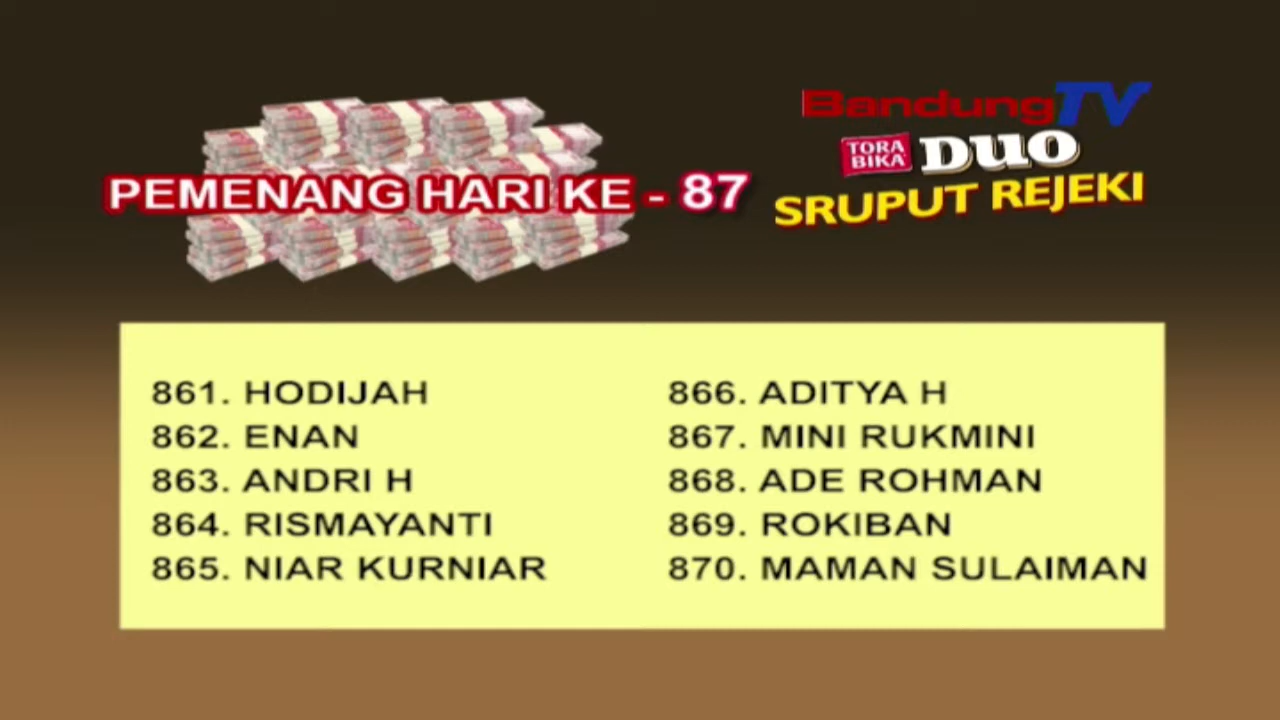 BandungTV
TORA BIKA DUO
SRUPUT REJEKI
PEMENANG HARI KE - 87
861. HODIJAH
862. ENAN
863. ANDRI H
864. RISMAYANTI
865. NIAR KURNIAR
866. ADITYA H
867. MINI RUKMINI
868. ADE ROHMAN
869. ROKIBAN
870. MAMAN SULAIMAN